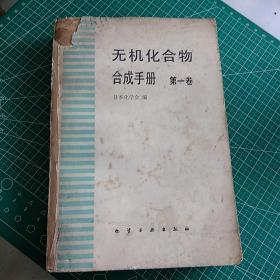 无机化合物
合成手册 第一卷
日本化学会 编
化学工业出版社